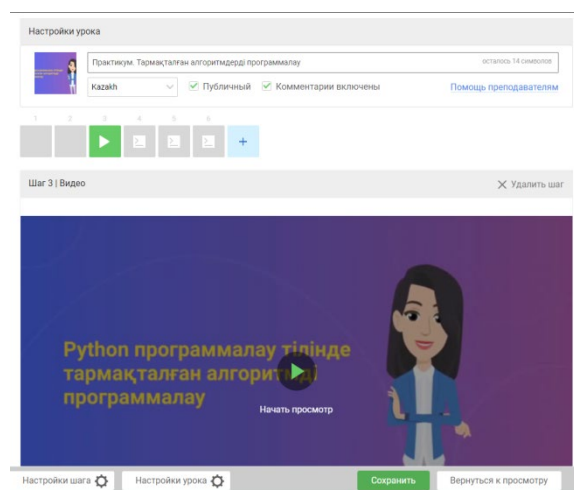 Настройки урока
Практикум. Тармақталған алгоритмдерді программалау
осталось 14 символов
Kazakh
Публичный
Комментарии включены
Помощь преподавателям
1 2 3 4 5 6
+
Шаг 3 | Видео
Удалить шаг
Python программалау тілінде
тармақталған алгоритмді
программалау
Начать просмотр
Настройки шага
Настройки урока
Сохранить
Вернуться к просмотру